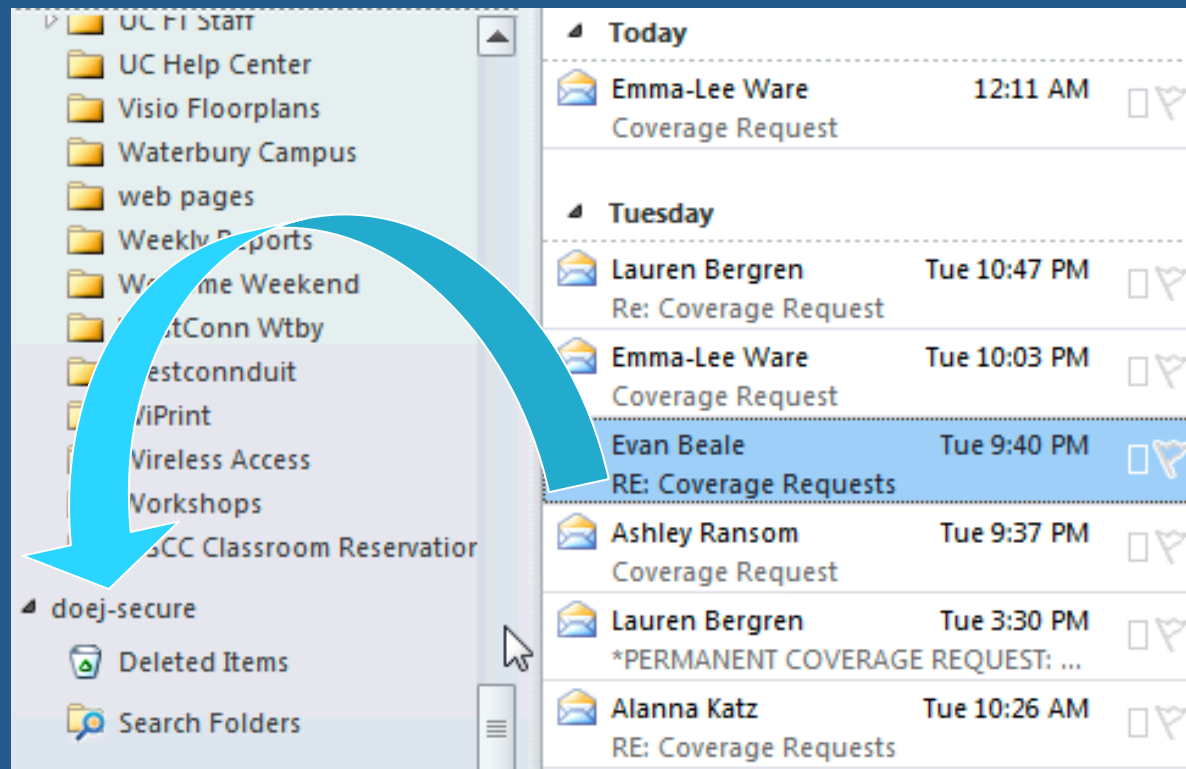 UC FI Staff
UC Help Center
Visio Floorplans
Waterbury Campus
web pages
Weekly Reports
Weekend
Wtby
estconnduit
ViPrint
Wireless Access
Workshops
Classroom Reservation
doej-secure
Deleted Items
Search Folders
Today
Emma-Lee Ware 12:11 AM
Coverage Request
Tuesday
Lauren Bergren Tue 10:47 PM
Re: Coverage Request
Emma-Lee Ware Tue 10:03 PM
Coverage Request
Evan Beale Tue 9:40 PM
RE: Coverage Requests
Ashley Ransom Tue 9:37 PM
Coverage Request
Lauren Bergren Tue 3:30 PM
*PERMANENT COVERAGE REQUEST: ...
Alanna Katz Tue 10:26 AM
RE: Coverage Requests